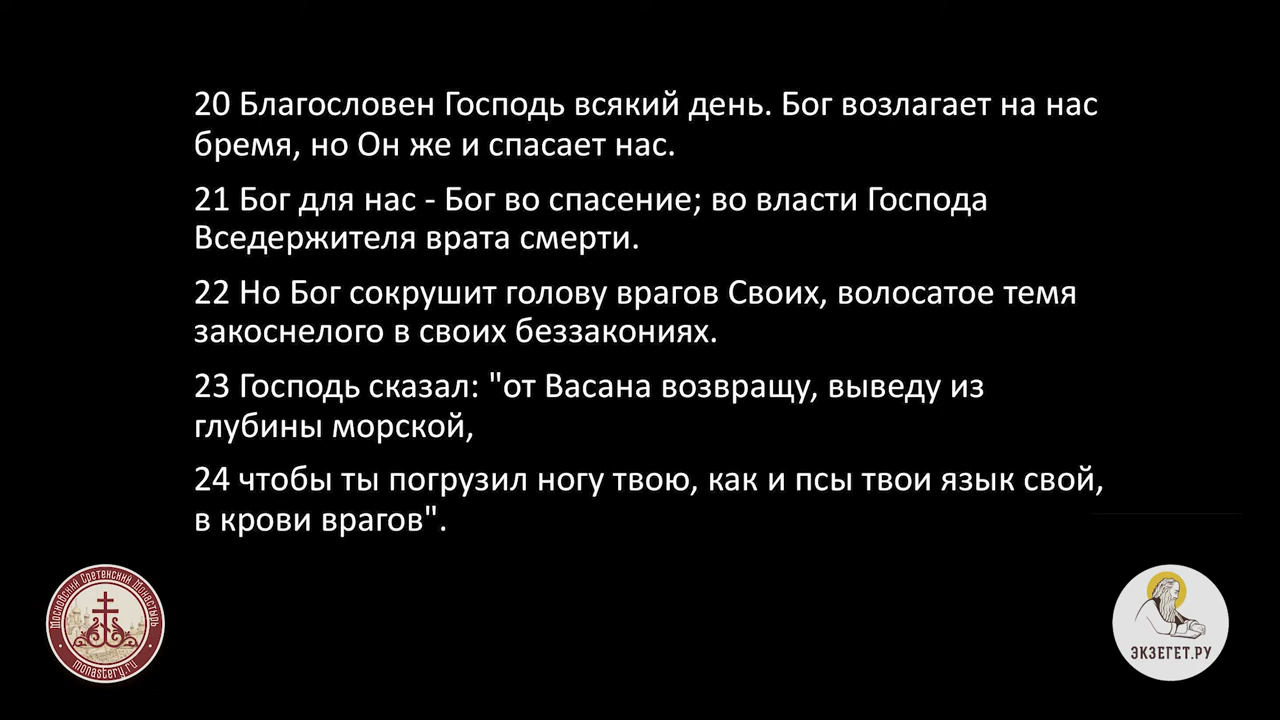 20 Благословен Господь всякий день. Бог возлагает на нас
бремя, но Он же и спасает нас.
21 Бог для нас - Бог во спасение; во власти Господа
Вседержителя врата смерти.
22 Но Бог сокрушит голову врагов Своих, волосатое темя
закоснелого в своих беззакониях.
23 Господь сказал: "от Васана возвращу, выведу из
глубины морской,
24 чтобы ты погрузил ногу твою, как и псы твои язык свой,
в крови врагов".
Московский Сретенский Монастырь
monastery.ru
ЭКЗЕГЕТ.РУ